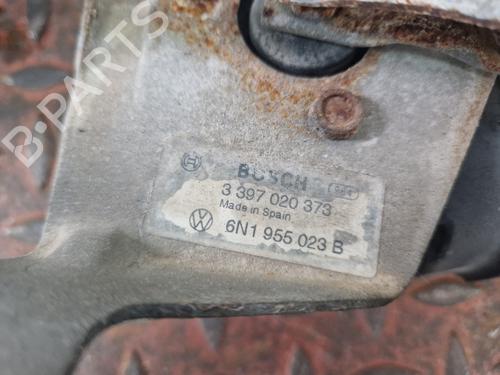 B-PARTS
BOSCH
3 397 020 373
Made in Spain
6N1 955 023 B